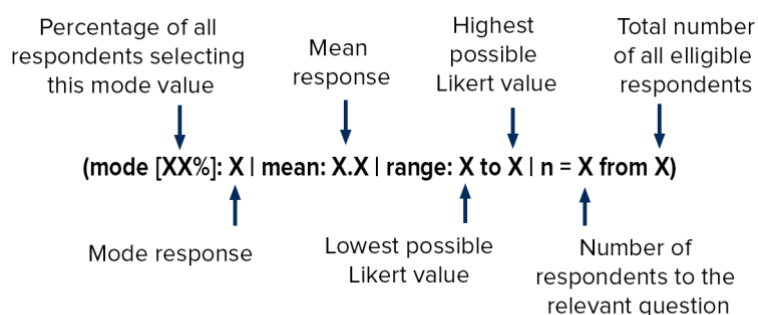 Percentage of all
respondents selecting
this mode value
Mean
response
Highest
possible
Likert value
Total number
of all elligible
respondents
(mode [XX%]: X | mean: X.X | range: X to X | n = X from X)
Mode response
Lowest possible
Likert value
Number of
respondents to the
relevant question